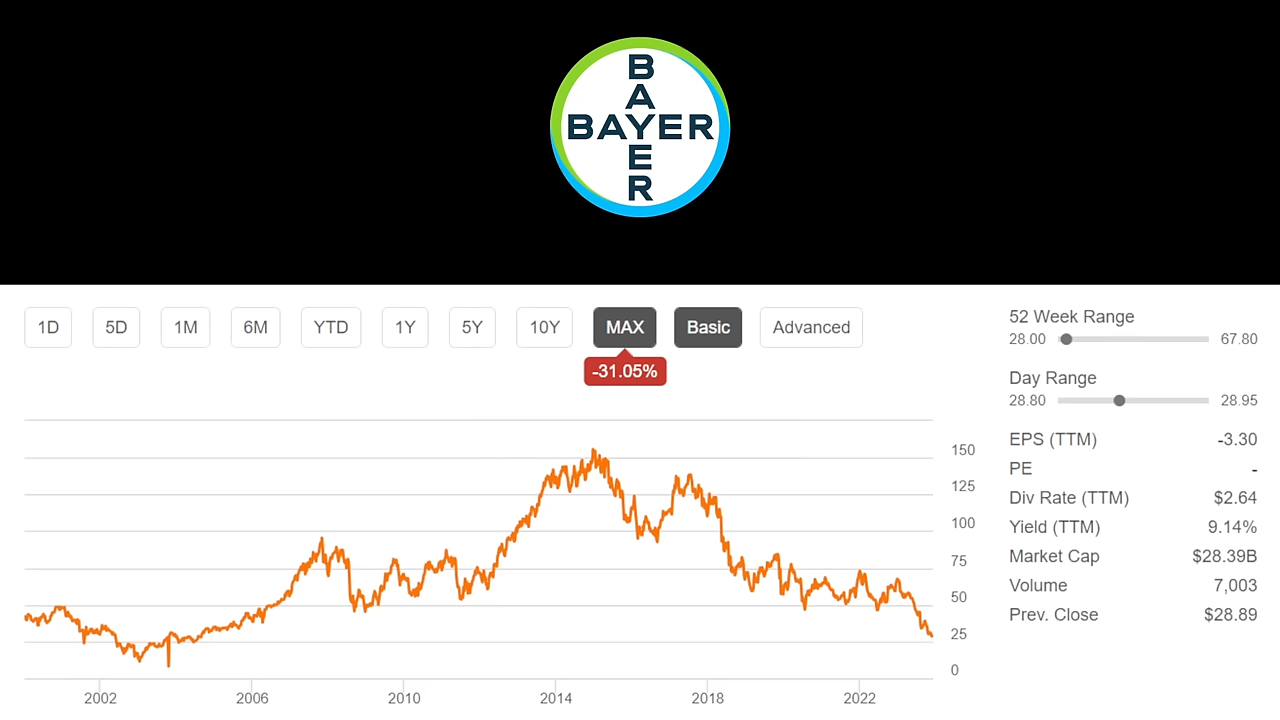 B
A
BAYER
E
R
1D 5D 1M 6M YTD 1Y 5Y 10Y MAX Basic Advanced
-31.05%
52 Week Range
28.00 67.80
Day Range
28.80 28.95
EPS (TTM) -3.30
PE -
Div Rate (TTM) $2.64
Yield (TTM) 9.14%
Market Cap $28.39B
Volume 7,003
Prev. Close $28.89
150
125
100
75
50
25
0
2002 2006 2010 2014 2018 2022